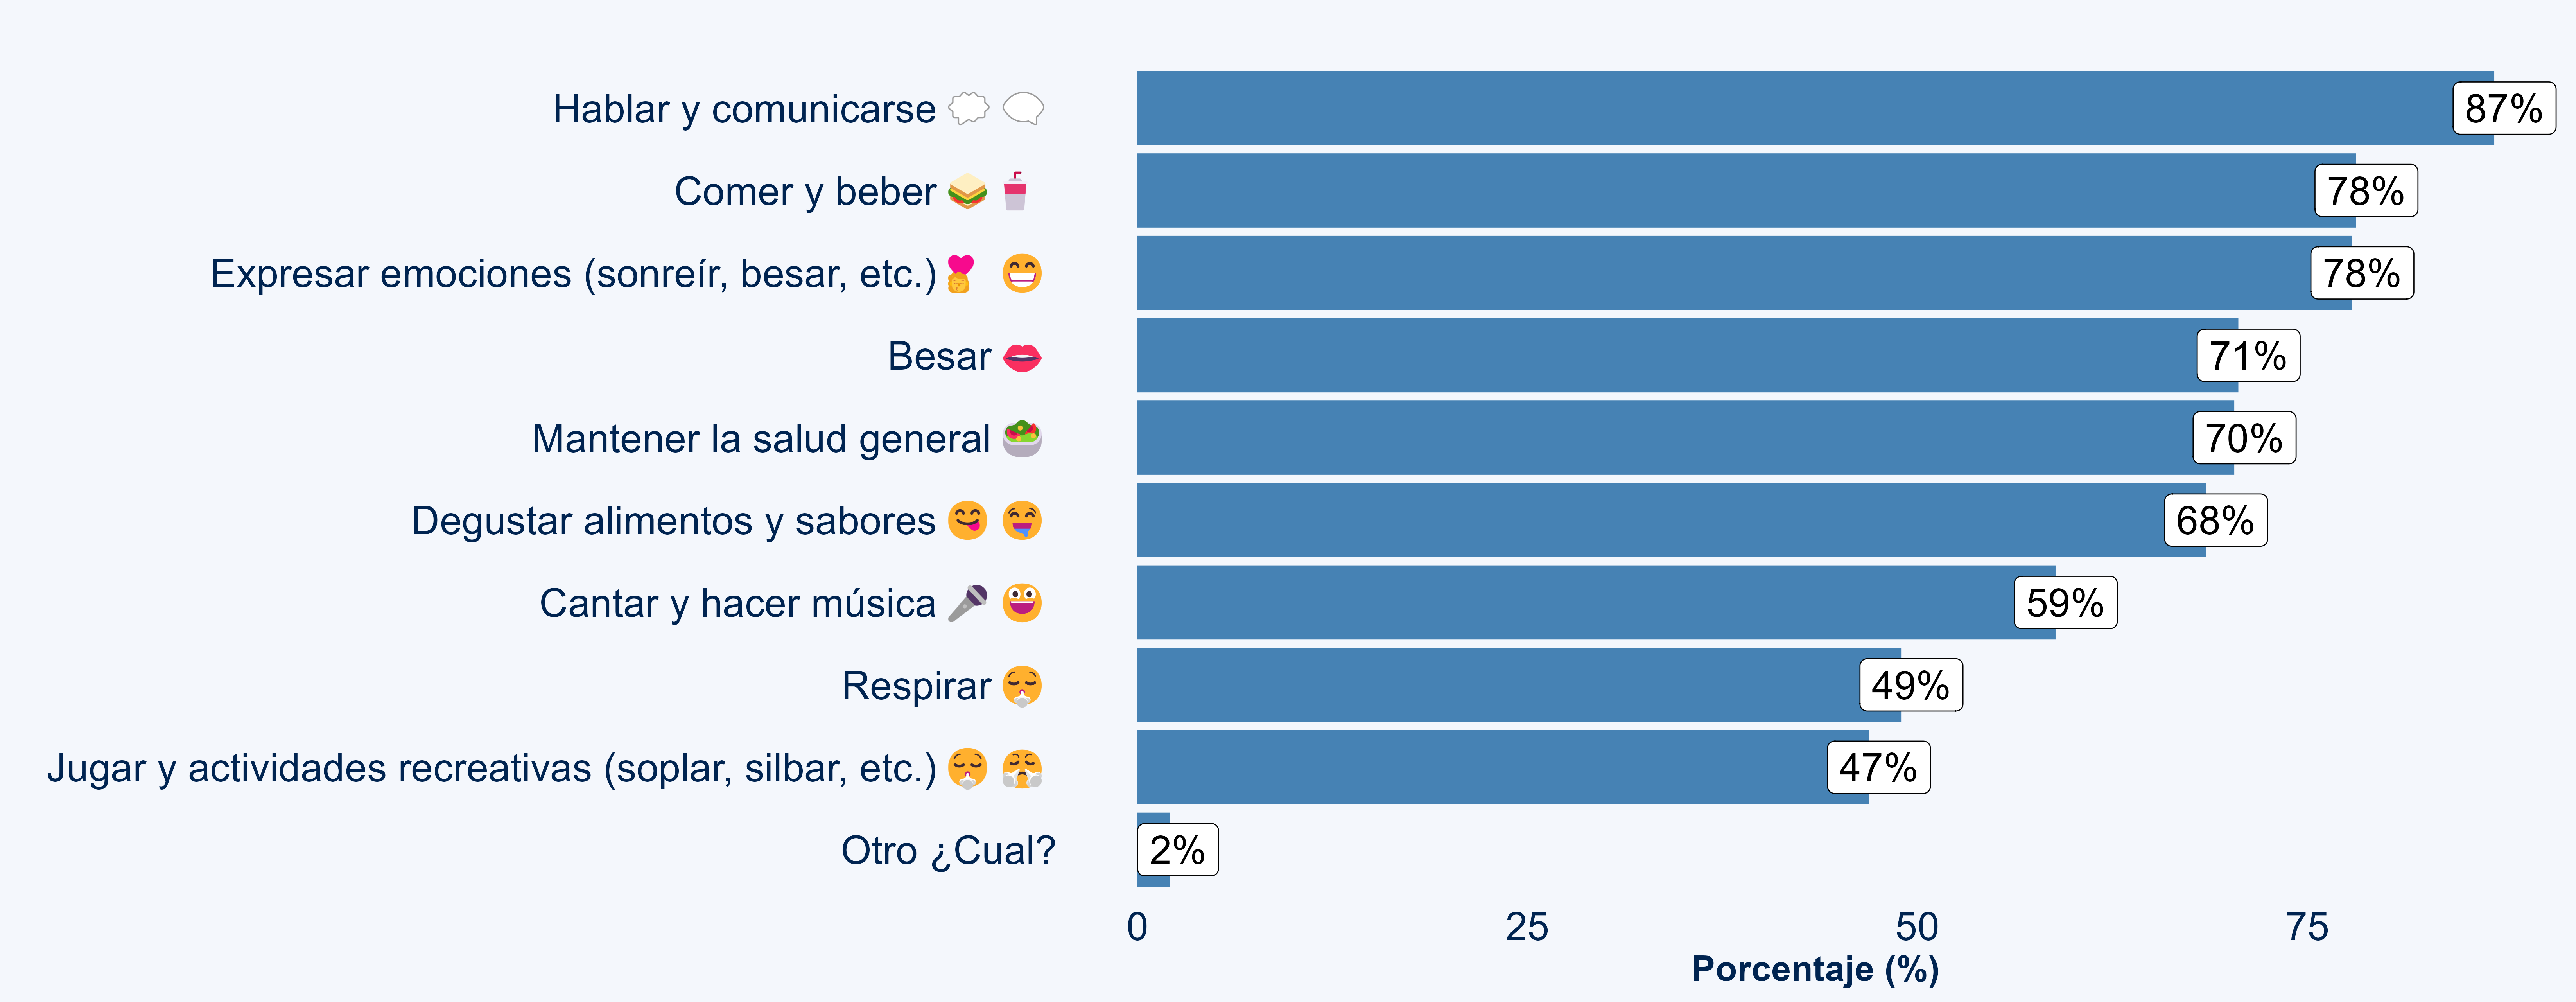 Hablar y comunicarse 87%
Comer y beber 78%
Expresar emociones (sonreír, besar, etc.) 78%
Besar 71%
Mantener la salud general 70%
Degustar alimentos y sabores 68%
Cantar y hacer música 59%
Respirar 49%
Jugar y actividades recreativas (soplar, silbar, etc.) 47%
Otro ¿Cual? 2%
0 25 50 75
Porcentaje (%)